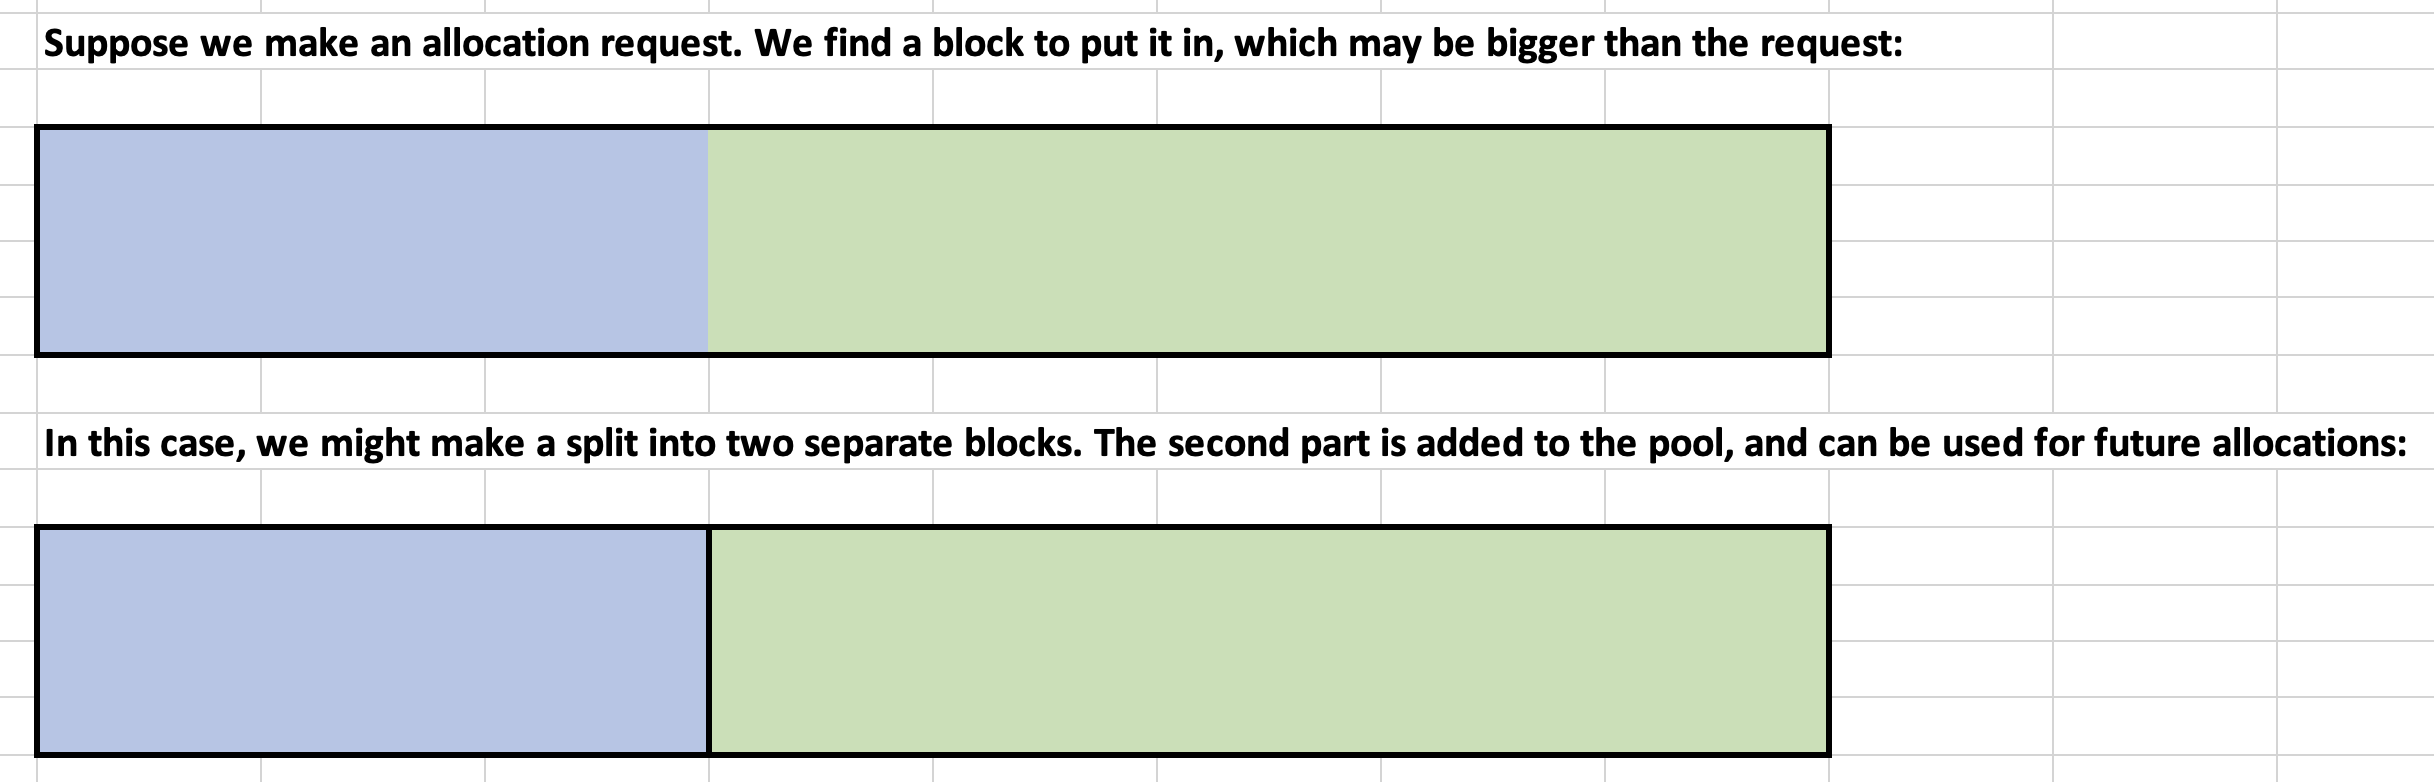 Suppose we make an allocation request. We find a block to put it in, which may be bigger than the request:
In this case, we might make a split into two separate blocks. The second part is added to the pool, and can be used for future allocations: